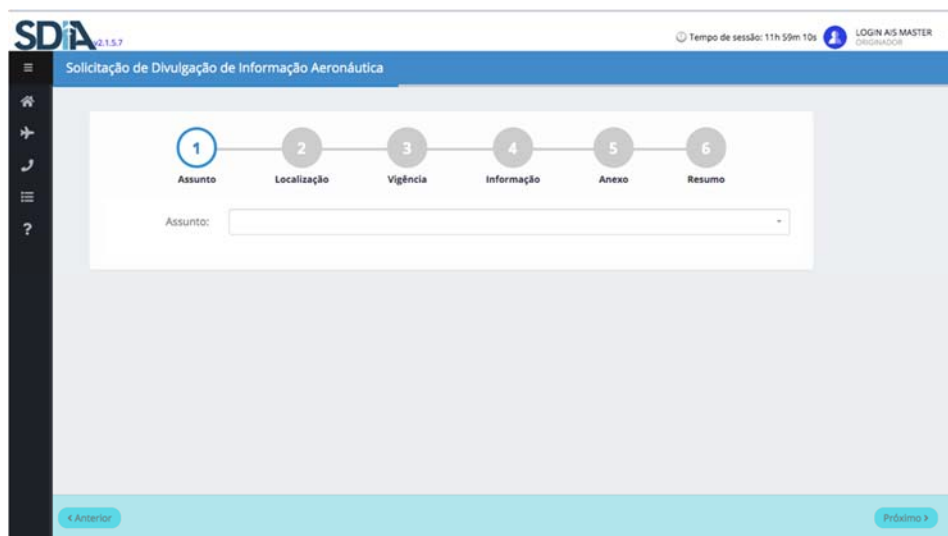 SDIA v2.1.5.7
Tempo de sessão: 11h 59m 10s
LOGIN AIS MASTER
ORIGINADOR
Solicitação de Divulgação de Informação Aeronáutica
1 2 3 4 5 6
Assunto Localização Vigência Informação Anexo Resumo
Assunto:
?
< Anterior
Próximo >